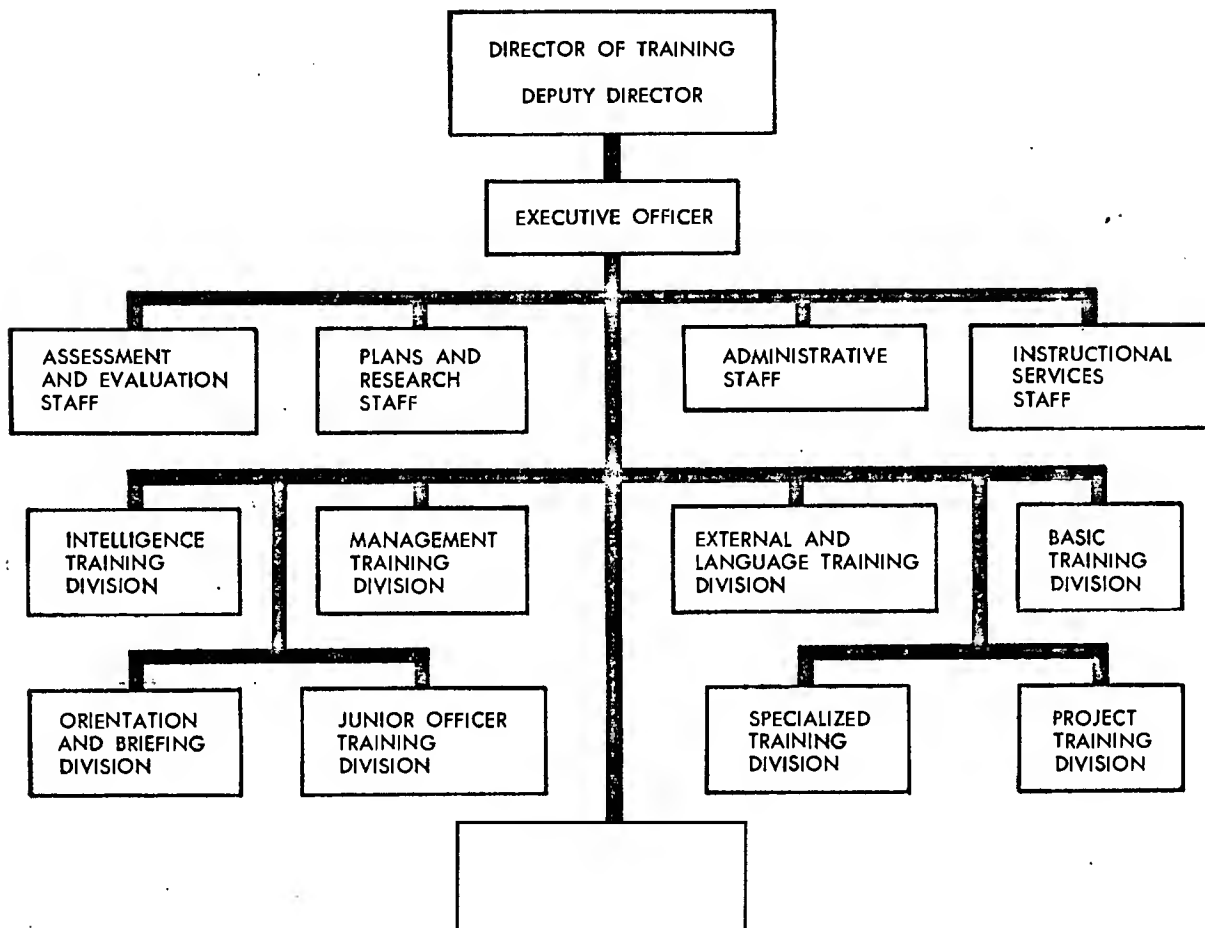 DIRECTOR OF TRAINING
DEPUTY DIRECTOR
EXECUTIVE OFFICER
ASSESSMENT
AND EVALUATION
STAFF
PLANS AND
RESEARCH
STAFF
ADMINISTRATIVE
STAFF
INSTRUCTIONAL
SERVICES
STAFF
INTELLIGENCE
TRAINING
DIVISION
MANAGEMENT
TRAINING
DIVISION
EXTERNAL AND
LANGUAGE TRAINING
DIVISION
BASIC
TRAINING
DIVISION
ORIENTATION
AND BRIEFING
DIVISION
JUNIOR OFFICER
TRAINING
DIVISION
SPECIALIZED
TRAINING
DIVISION
PROJECT
TRAINING
DIVISION